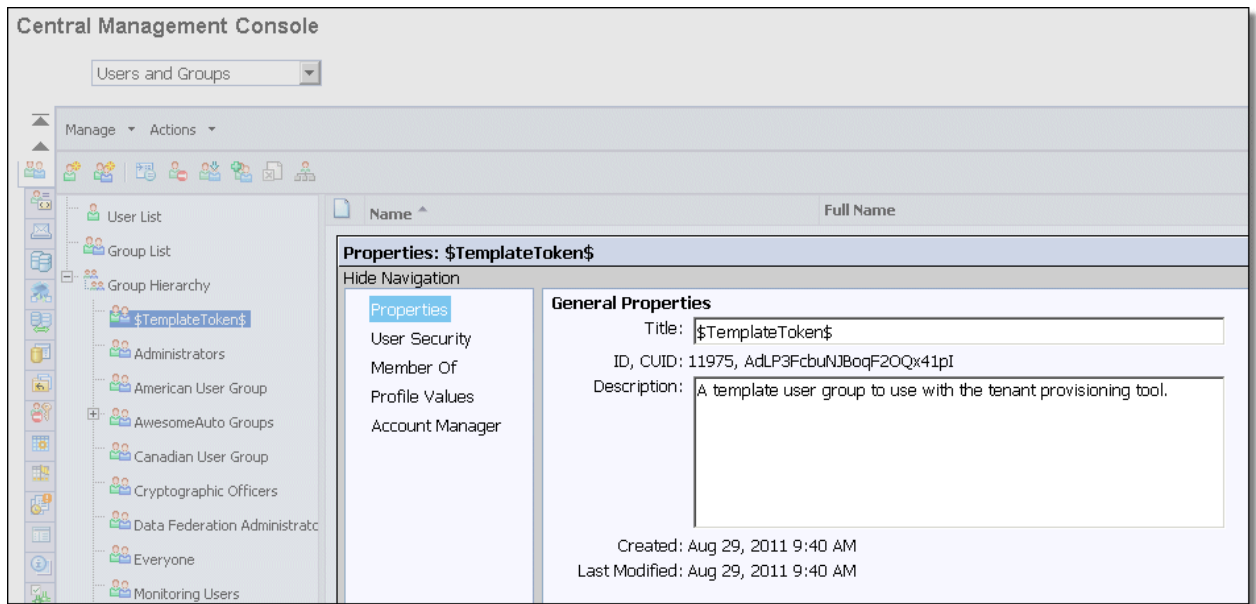 Central Management Console
Users and Groups
Manage Actions
Name Full Name
User List
Group List
Group Hierarchy
$TemplateToken$
Administrators
American User Group
AwesomeAuto Groups
Canadian User Group
Cryptographic Officers
Data Federation Administratc
Everyone
Monitoring Users
Properties: $TemplateToken$
Hide Navigation
Properties
User Security
Member Of
Profile Values
Account Manager
General Properties
Title: $TemplateToken$
ID, CUID: 11975, AdLP3FcbuNJBoqF2OQx41pI
Description: A template user group to use with the tenant provisioning tool.
Created: Aug 29, 2011 9:40 AM
Last Modified: Aug 29, 2011 9:40 AM